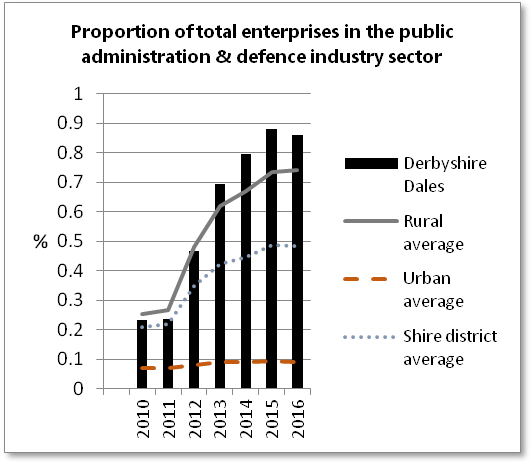 Proportion of total enterprises in the public
administration & defence industry sector
1
0.9
0.8
0.7
0.6
0.5
0.4
0.3
0.2
0.1
0
%
2010
2011
2012
2013
2014
2015
2016
Derbyshire
Dales
Rural
average
Urban
average
Shire district
average